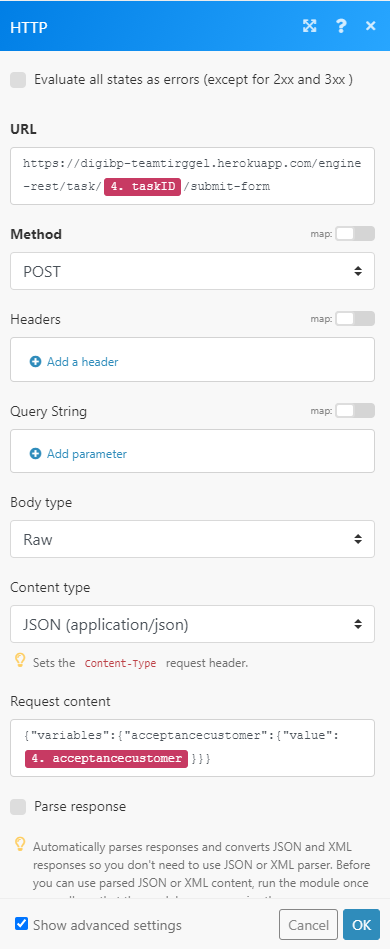 HTTP ? ×
Evaluate all states as errors (except for 2xx and 3xx )
URL
https://digibp-teamtirggel.herokuapp.com/engine
-rest/task/ 4. taskID /submit-form
Method map:
POST
Headers map:
Add a header
Query String map:
Add parameter
Body type
Raw
Content type
JSON (application/json)
Sets the Content-Type request header.
Request content
{"variables":{"acceptancecustomer":{"value":
4. acceptancecustomer }}}
Parse response
Automatically parses responses and converts JSON and XML
responses so you don't need to use JSON or XML parser. Before
you can use parsed JSON or XML content, run the module once
Show advanced settings Cancel OK